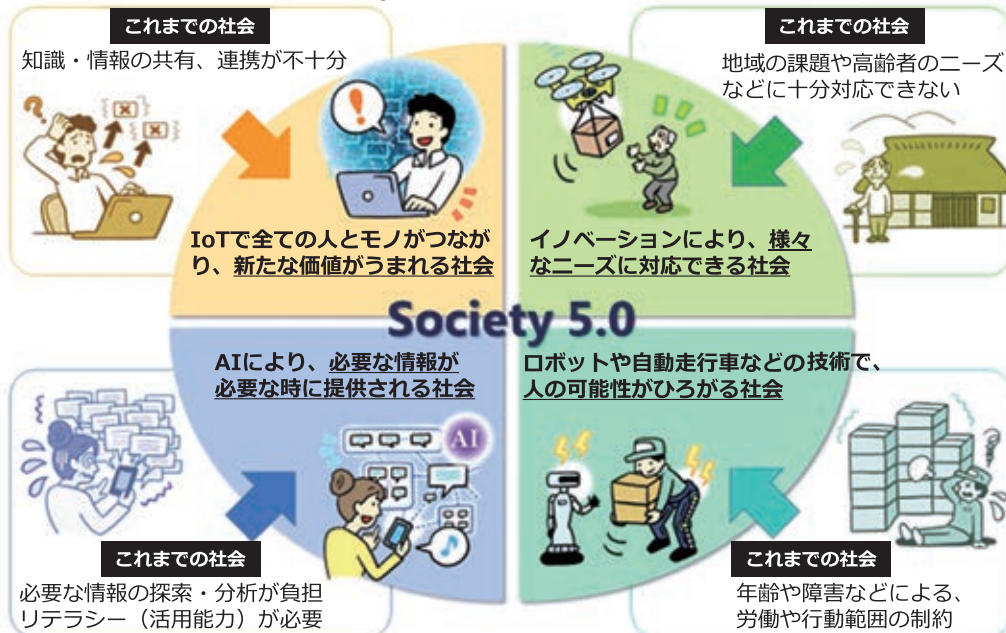 これまでの社会
知識・情報の共有、連携が不十分
IoTで全ての人とモノがつなが
り、新たな価値がうまれる社会
これまでの社会
地域の課題や高齢者のニーズ
などに十分対応できない
イノベーションにより、様々
なニーズに対応できる社会
Society 5.0
AIにより、必要な情報が
必要な時に提供される社会
AI
これまでの社会
必要な情報の探索・分析が負担
リテラシー（活用能力）が必要
ロボットや自動走行車などの技術で、
人の可能性がひろがる社会
これまでの社会
年齢や障害などによる、
労働や行動範囲の制約